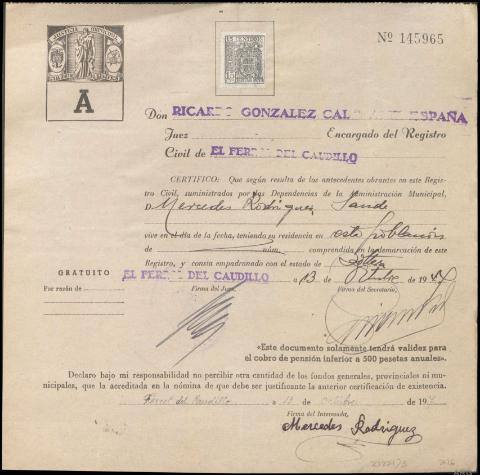 Nº 145965
15 CENTIMOS
A
Don RICARDO GONZALEZ CAL ESPAÑA
Juez Encargado del Registro
Civil de EL FERROL DEL CAUDILLO
CERTIFICO: Que según resulta de los antecedentes obrantes en este Regis-
tro Civil, suministrados por las Dependencias de la Administración Municipal,
D Mercedes Rodriguez Sande
vive en el día de la fecha, teniendo su residencia en esta población
de núm. comprendida en la demarcación de este
Registro, y consta empadronado con el estado de soltera
GRATUITO
EL FERROL DEL CAUDILLO a 13 de Octubre de 1947
Por razón de
Firma del Juez,
Firma del Secretario,
«Este documento solamente tendrá validez para
el cobro de pensión inferior a 500 pesetas anuales».
Declaro bajo mi responsabilidad no percibir otra cantidad de los fondos generales, provinciales ni mu-
nicipales, que la acreditada en la nómina de que debe ser justificante la anterior certificación de existencia.
Ferrol del Caudillo a 13 octubre de 194
Firma del Interesado,
Mercedes Rodriguez